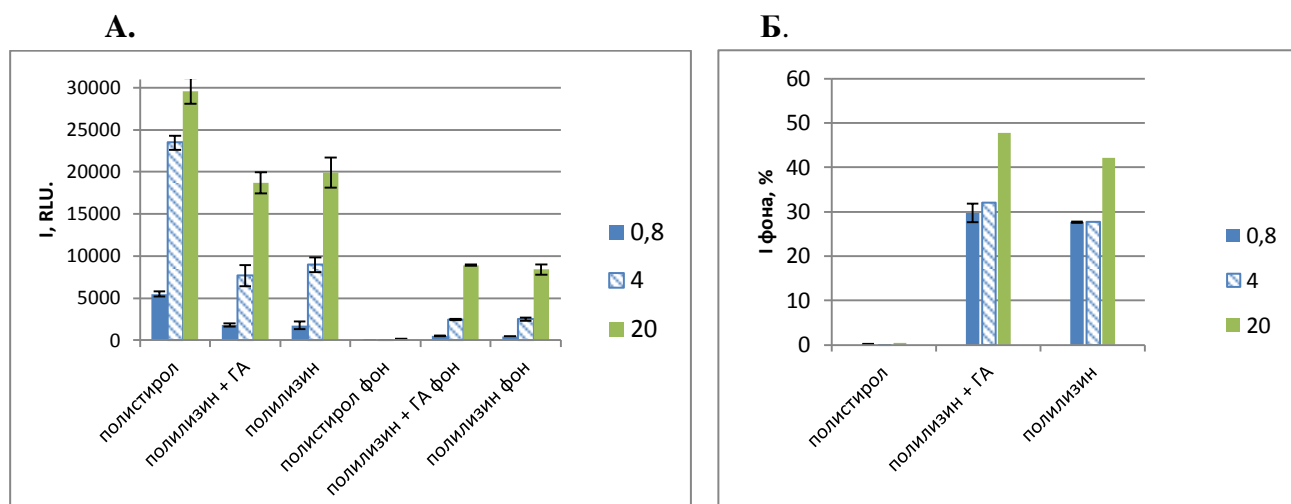 А.
I, RLU.
30000
25000
20000
15000
10000
5000
0
полистирол
полилизин + ГА
полилизин
полистирол фон
полилизин + ГА фон
полилизин фон
0,8
4
20
Б.
I фона, %
60
50
40
30
20
10
0
полистирол
полилизин + ГА
полилизин
0,8
4
20